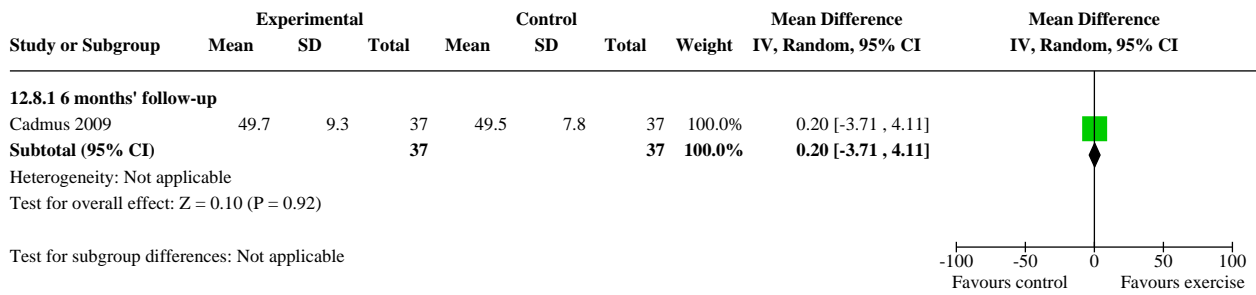 Experimental Control Mean Difference Mean Difference
Study or Subgroup Mean SD Total Mean SD Total Weight IV, Random, 95% CI IV, Random, 95% CI
12.8.1 6 months' follow-up
Cadmus 2009 49.7 9.3 37 49.5 7.8 37 100.0% 0.20 [-3.71 , 4.11]
Subtotal (95% CI) 37 37 100.0% 0.20 [-3.71 , 4.11]
Heterogeneity: Not applicable
Test for overall effect: Z = 0.10 (P = 0.92)
Test for subgroup differences: Not applicable
-100 -50 0 50 100
Favours control Favours exercise